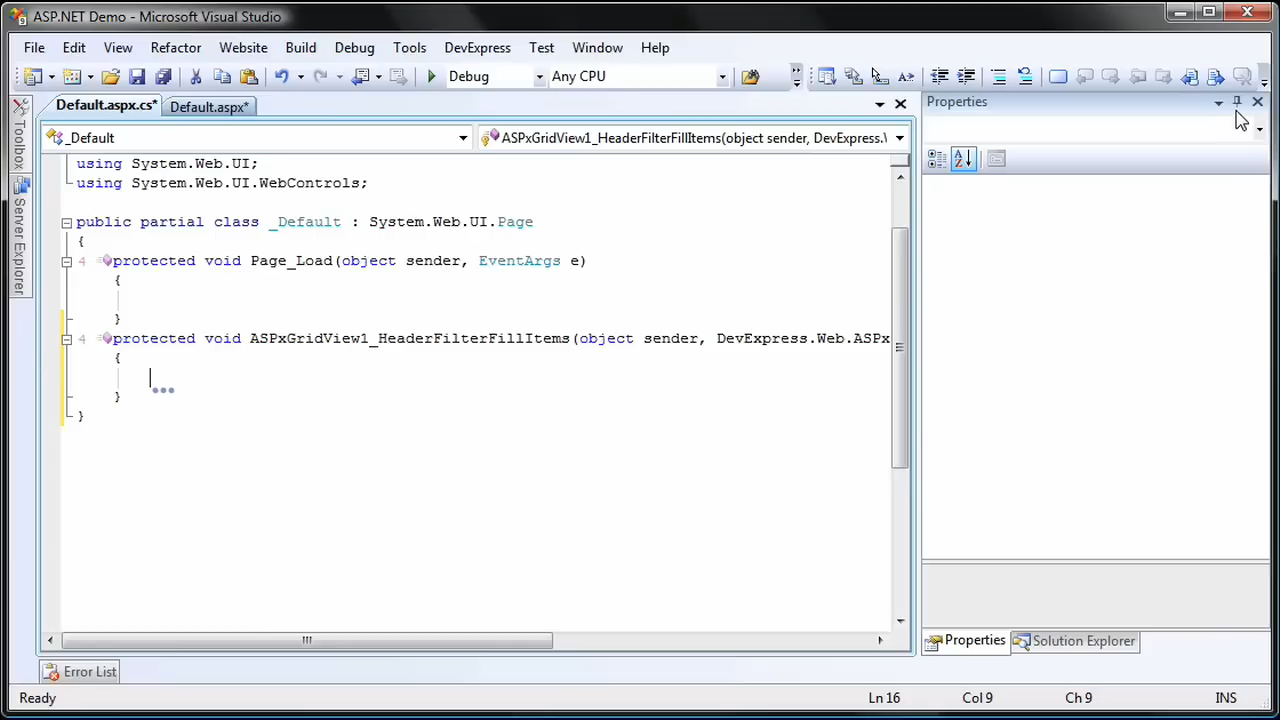 ASP.NET Demo - Microsoft Visual Studio
File Edit View Refactor Website Build Debug Tools DevExpress Test Window Help
Debug Any CPU
Default.aspx.cs* Default.aspx*
Properties
_Default ASPxGridView1_HeaderFilterFillItems(object sender, DevExpress.\
Toolbox
Server Explorer
using System.Web.UI;
using System.Web.UI.WebControls;
public partial class _Default : System.Web.UI.Page
{
4 protected void Page_Load(object sender, EventArgs e)
{
}
4 protected void ASPxGridView1_HeaderFilterFillItems(object sender, DevExpress.Web.ASPx
{
}
}
Properties Solution Explorer
Error List
Ready Ln 16 Col 9 Ch 9 INS